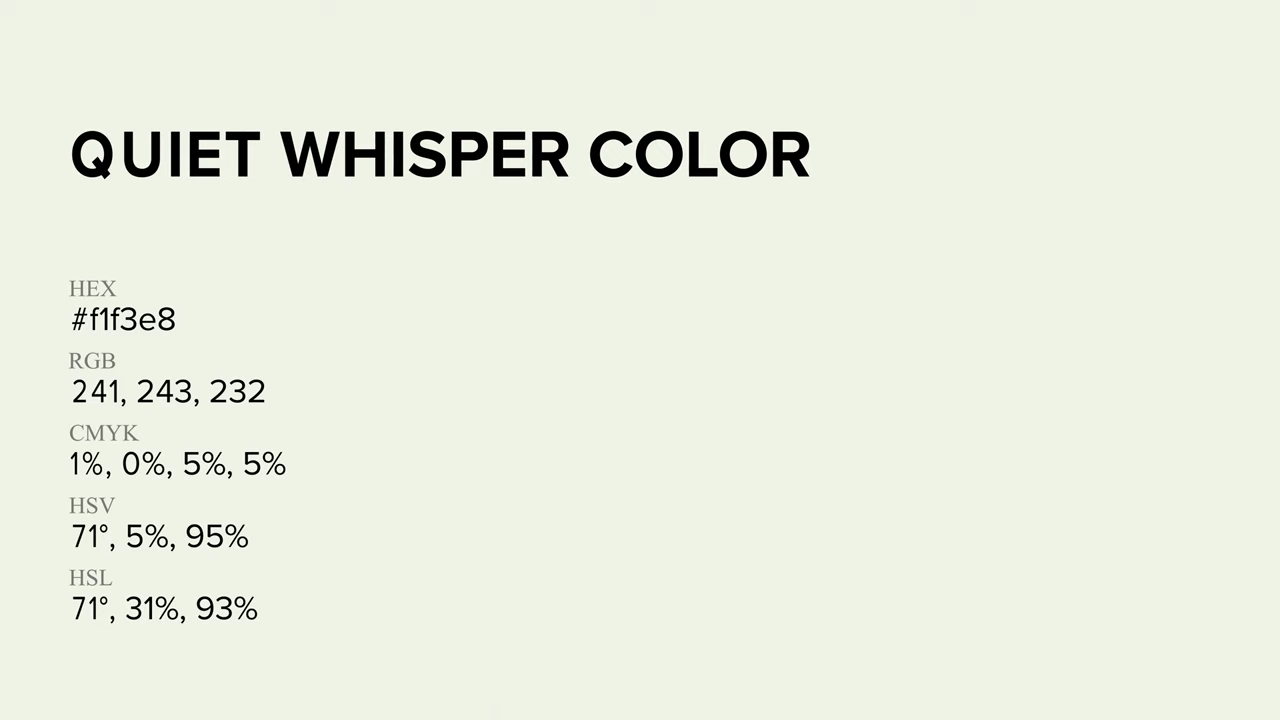 QUIET WHISPER COLOR
HEX
#f1f3e8
RGB
241, 243, 232
CMYK
1%, 0%, 5%, 5%
HSV
71°, 5%, 95%
HSL
71°, 31%, 93%